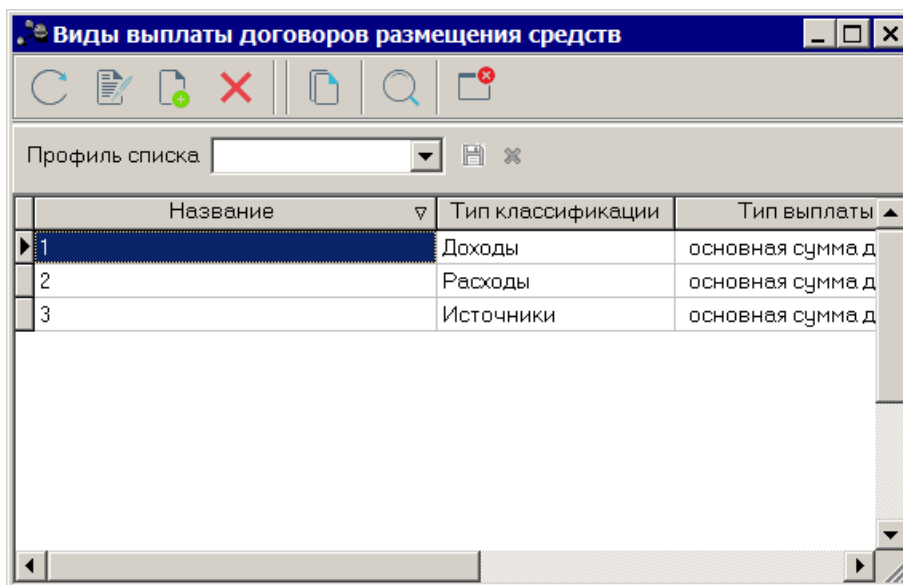 Виды выплаты договоров размещения средств
Профиль списка
Название Тип классификации Тип выплаты
1 Доходы основная сумма д
2 Расходы основная сумма д
3 Источники основная сумма д